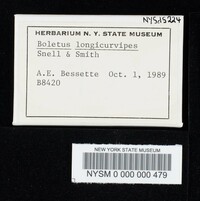 NYSf5224
HERBARIUM N. Y. STATE MUSEUM
Boletus longicurvipes
Snell & Smith
A.E. Bessette Oct. 1, 1989
B8420
NEW YORK STATE MUSEUM
NYSM 0 000 000 479